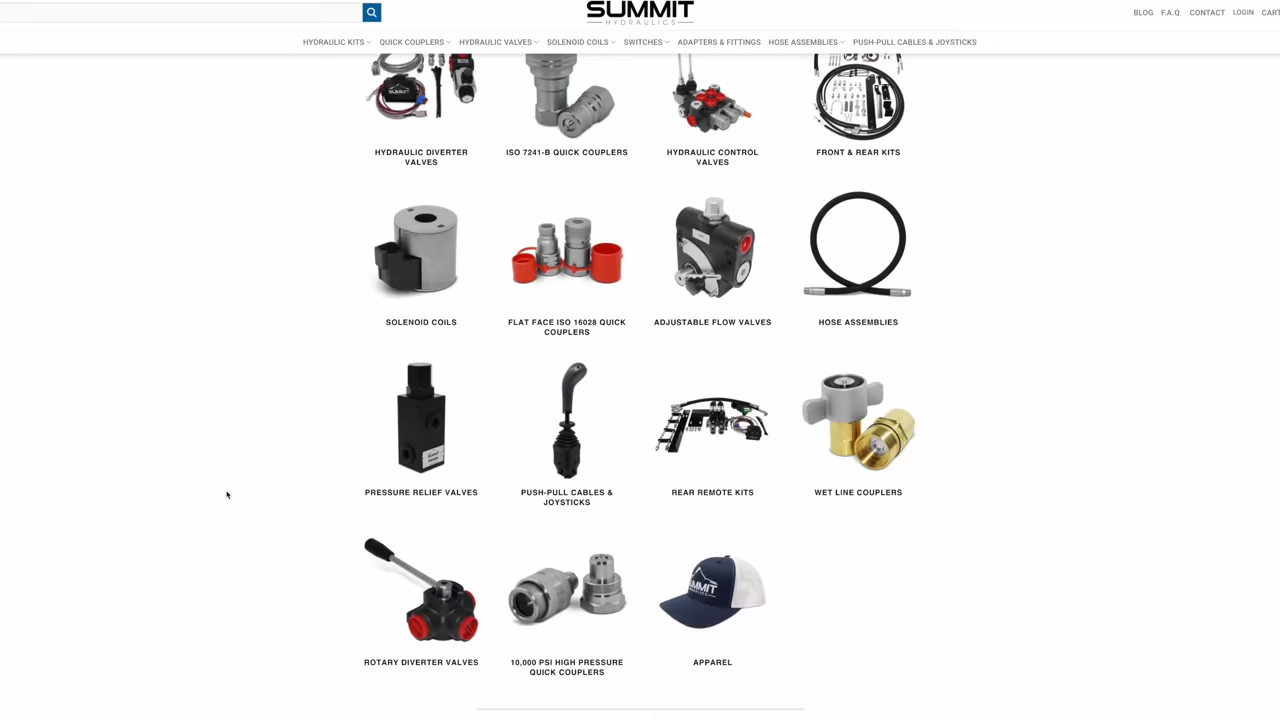 SUMMIT
HYDRAULICS
BLOG F.A.Q. CONTACT LOGIN CART
HYDRAULIC KITS QUICK COUPLERS HYDRAULIC VALVES SOLENOID COILS SWITCHES ADAPTERS & FITTINGS HOSE ASSEMBLIES PUSH-PULL CABLES & JOYSTICKS
SUMMIT
HYDRAULIC DIVERTER
VALVES
ISO 7241-B QUICK COUPLERS
HYDRAULIC CONTROL
VALVES
FRONT & REAR KITS
SOLENOID COILS
FLAT FACE ISO 16028 QUICK
COUPLERS
ADJUSTABLE FLOW VALVES
HOSE ASSEMBLIES
PRESSURE RELIEF VALVES
PUSH-PULL CABLES &
JOYSTICKS
REAR REMOTE KITS
WET LINE COUPLERS
SUMMIT
ROTARY DIVERTER VALVES
10,000 PSI HIGH PRESSURE
QUICK COUPLERS
APPAREL